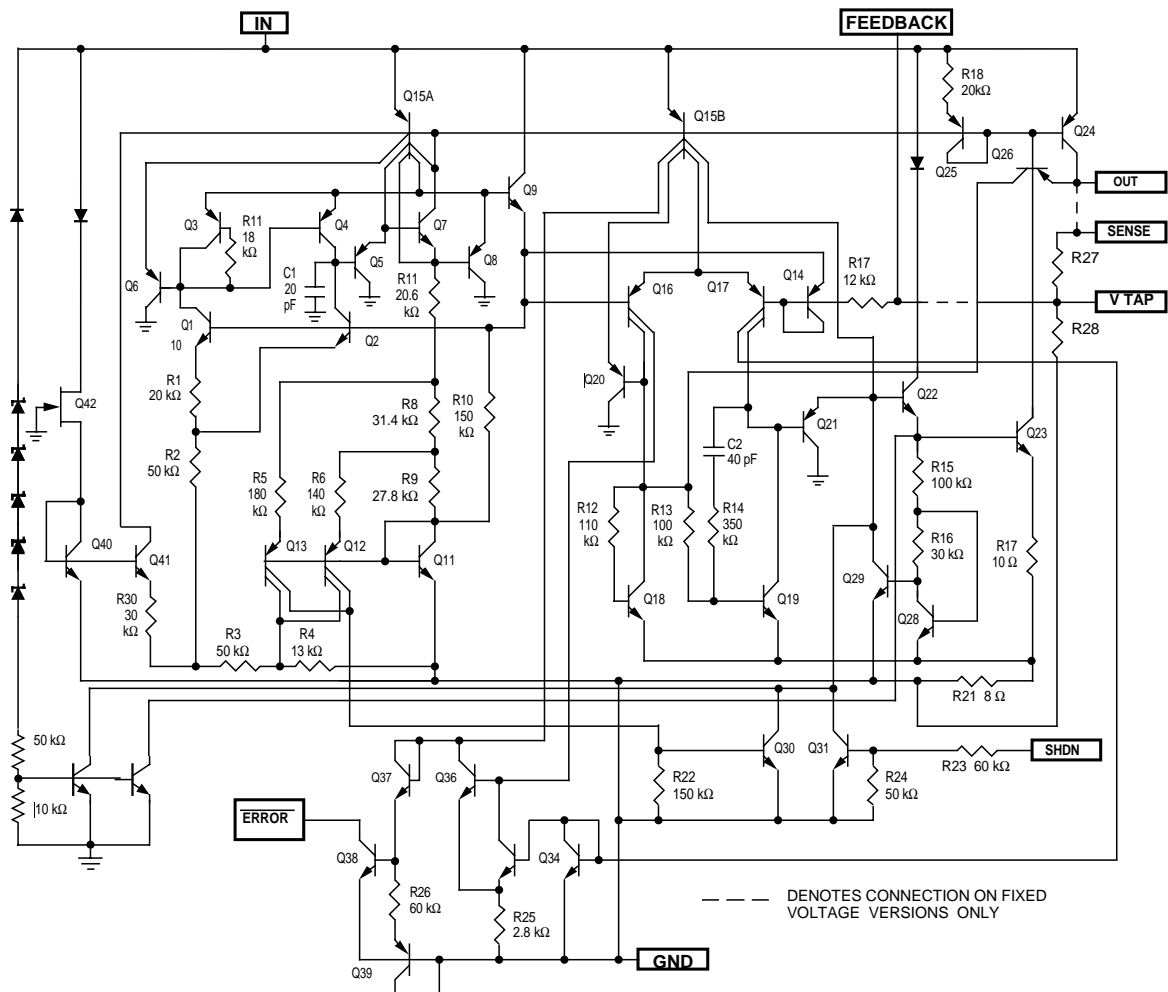 IN
FEEDBACK
R18
20kΩ
Q15A
Q15B
Q24
Q26
Q25
OUT
Q9
Q3
R11
18
kΩ
Q4
Q7
Q5
Q8
SENSE
R27
Q6
C1
20
pF
R11
20.6
kΩ
Q16
Q17
Q14
R17
12 kΩ
V TAP
R28
Q1
10
Q2
R1
20 kΩ
Q20
Q42
R8
31.4 kΩ
R10
150
kΩ
Q22
Q21
Q23
C2
40 pF
R2
50 kΩ
R5
180
kΩ
R6
140
kΩ
R9
27.8 kΩ
R15
100 kΩ
R12
110
kΩ
R13
100
kΩ
R14
350
kΩ
R16
30 kΩ
R17
10 Ω
Q40
Q41
Q13
Q12
Q11
Q29
Q18
Q19
Q28
R30
30
kΩ
R3
50 kΩ
R4
13 kΩ
R21 8 Ω
50 kΩ
10 kΩ
Q37
Q36
Q30
Q31
SHDN
R23 60 kΩ
R22
150 kΩ
R24
50 kΩ
ERROR
Q38
Q34
R26
60 kΩ
R25
2.8 kΩ
DENOTES CONNECTION ON FIXED
VOLTAGE VERSIONS ONLY
Q39
GND